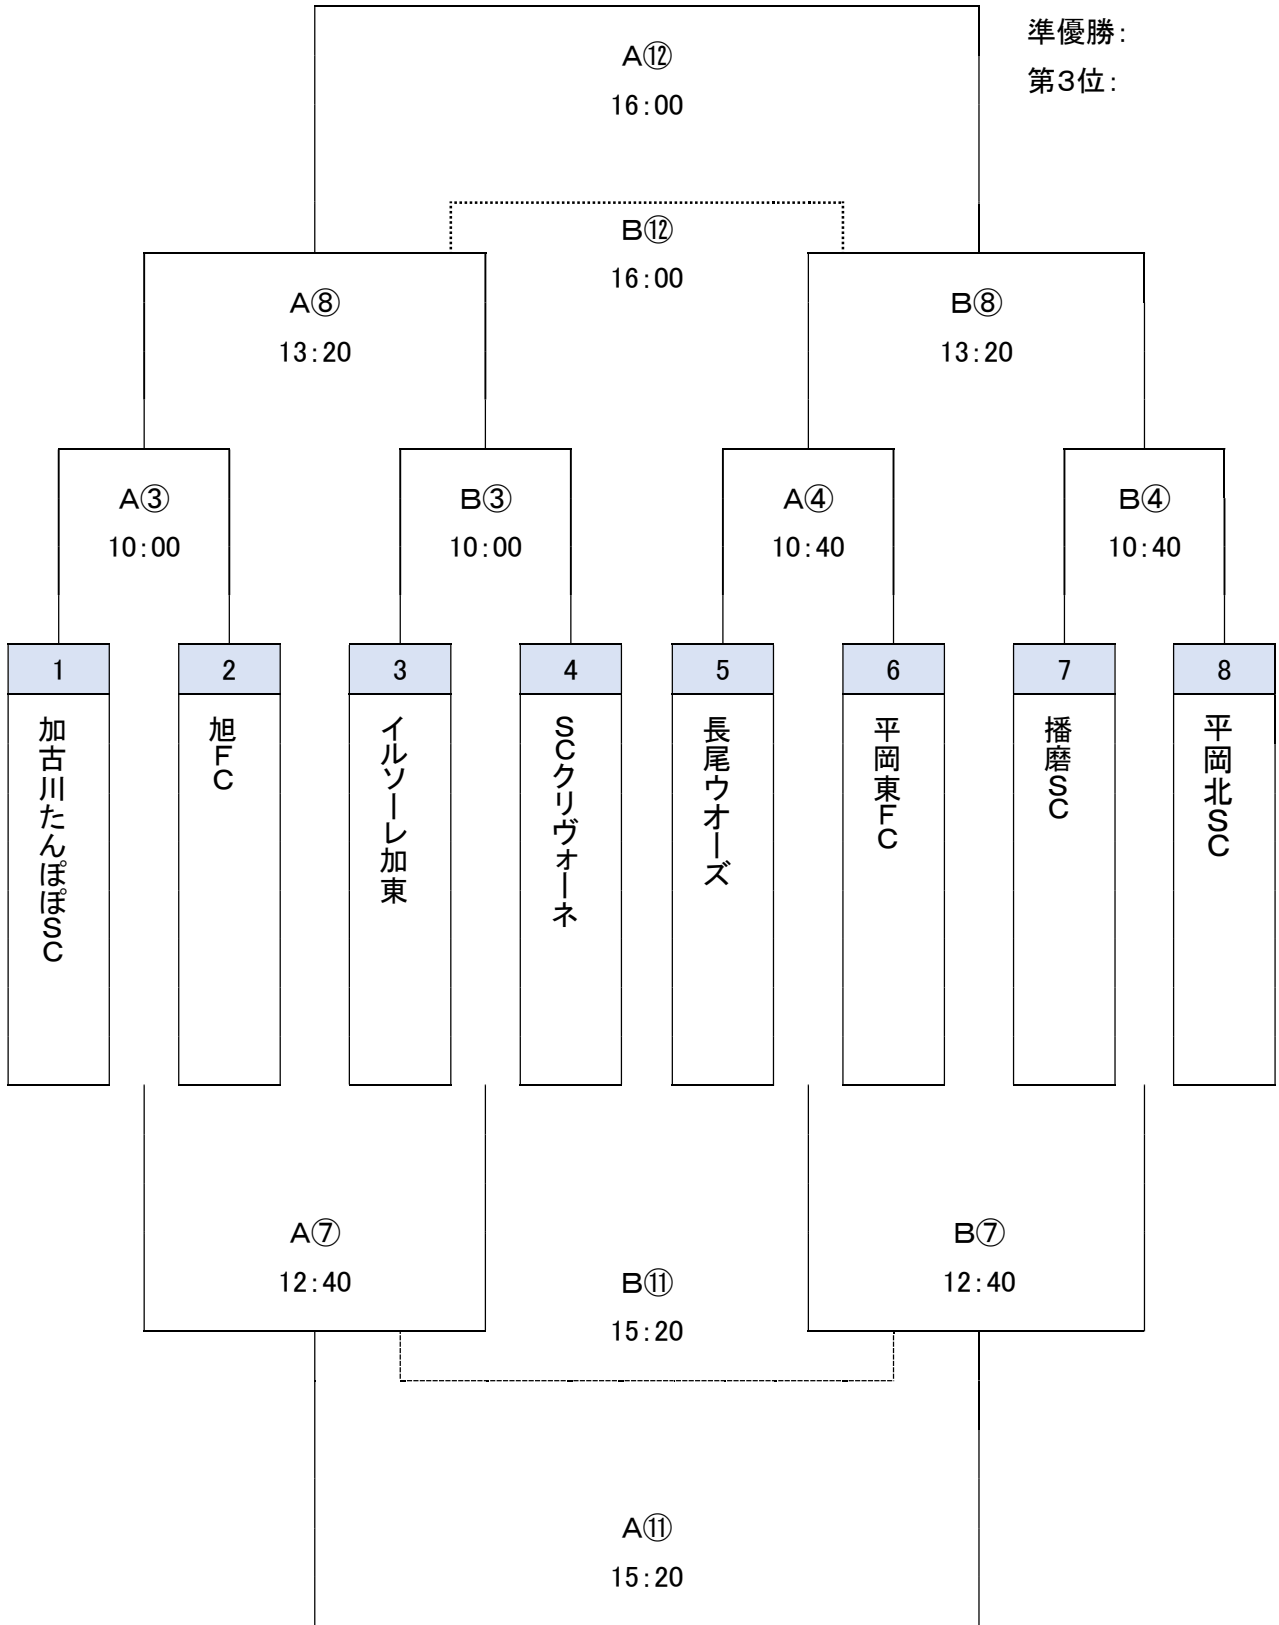 準優勝：
第3位：
A⑫
16：00
B⑫
16：00
A⑧
13：20
B⑧
13：20
A③
10：00
B③
10：00
A④
10：40
B④
10：40
1
2
3
4
5
6
7
8
加古川たんぽぽSC
旭FC
イルソーレ加東
SCクリヴォーネ
長尾ウオーズ
平岡東FC
播磨SC
平岡北SC
A⑦
12：40
B⑦
12：40
B⑪
15：20
A⑪
15：20